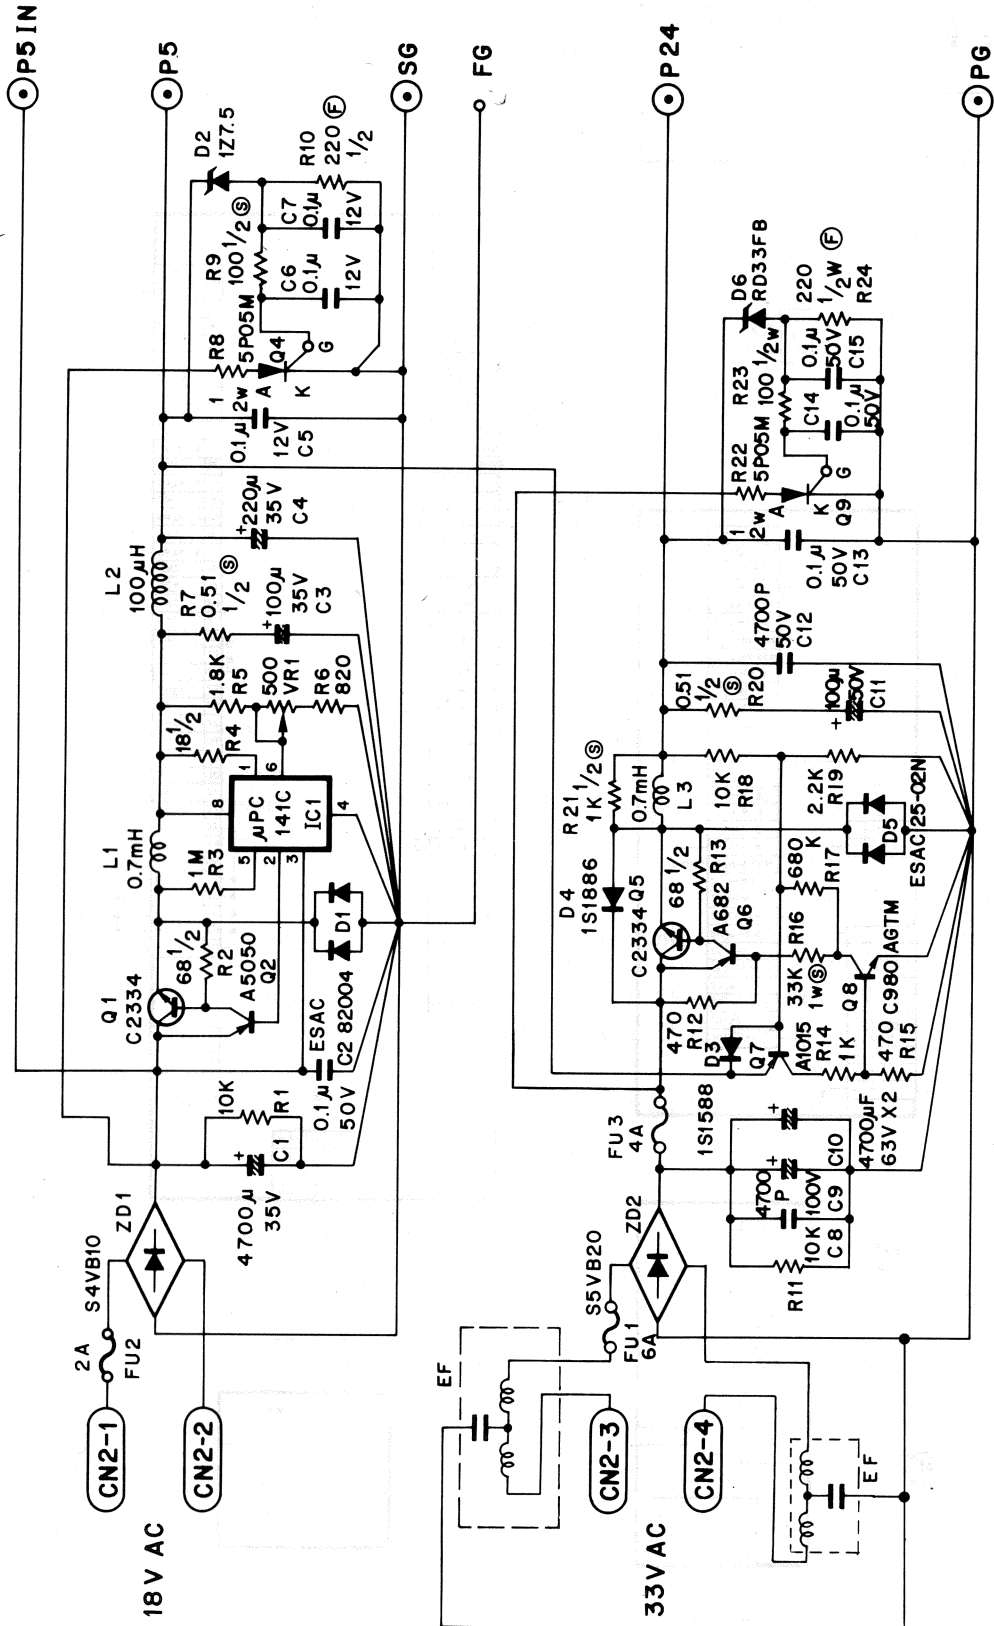 P5 IN
P5
SG
FG
P24
PG
D2
1Z7.5
R10
220 Ⓕ
1/2
R9
100 1/2 Ⓢ
C7
0.1μ
12V
C6
0.1μ
12V
R8
5P05M
Q4
G
1
2W
A
K
0.1μ
12V
C5
+220μ
35V
C4
L2
100μH
R7
0.51
1/2 Ⓢ
+100μ
35V
C3
1.8K
R5
500
VR1
R6
820
18 1/2
R4
1
6
8
μPC
141C
IC1
4
5
2
3
L1
0.7mH
1M
R3
D1
Q1
C2334
68 1/2
R2
A5050
Q2
ESAC
82004
C2
0.1μ
50V
10K
R1
C1
+
4700μ
35V
ZD1
S4VB10
2A
FU2
CN2-1
CN2-2
18V AC
D6
RD33FB
220
1/2W Ⓕ
R24
R23
100 1/2W
0.1μ
50V
C15
C14
0.1μ
50V
R22
5P05M
G
1
2W
A
K
Q9
0.1μ
50V
C13
4700P
50V
C12
0.51
1/2
Ⓢ
R20
+100μ
50V
C11
R21 1/2 Ⓢ
1K
0.7mH
L3
10K
R18
2.2K
R19
D4
1S1886
Q5
C2334
68 1/2
R13
A682
Q6
680
K
R17
D5
ESAC25-02N
33K
R16
1W Ⓢ
Q8
C980 AGTM
470
R12
D3
Q7
A1015
R14
1K
470
R15
1S1588
FU3
4A
+
+
4700
P
100V
C10
4700μF
63V X2
C9
C8
10K
R11
ZD2
S5VB20
FU1
6A
EF
CN2-3
CN2-4
EF
33V AC